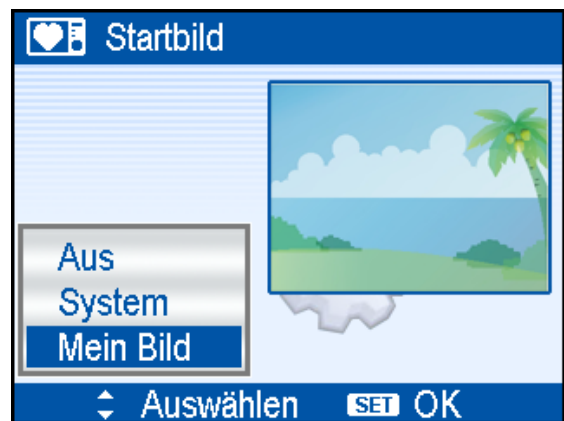 Startbild
Aus
System
Mein Bild
Auswählen SET OK